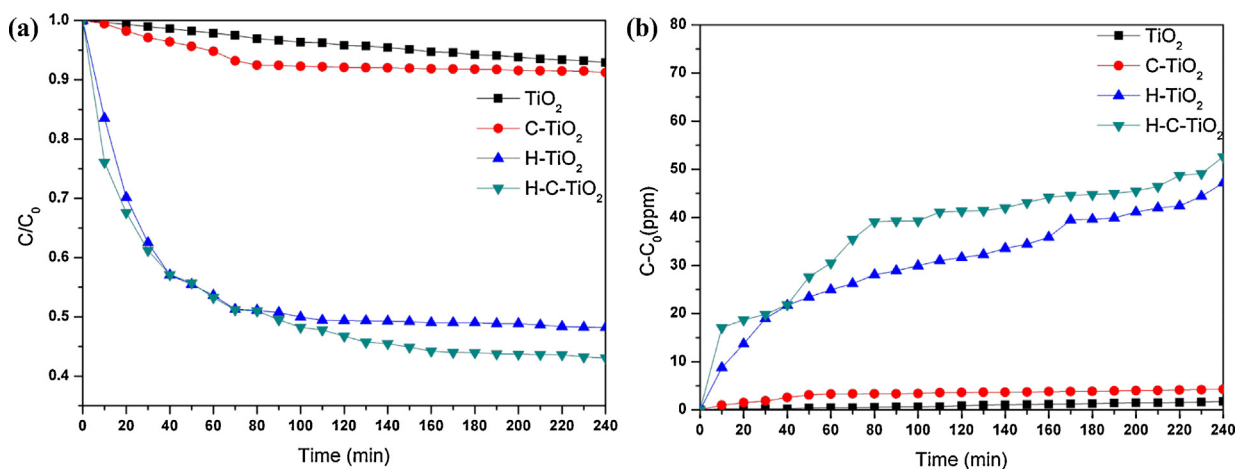 (a)
C/C0
1.0
0.9
0.8
0.7
0.6
0.5
0.4
TiO2
C-TiO2
H-TiO2
H-C-TiO2
0 20 40 60 80 100 120 140 160 180 200 220 240
Time (min)
(b)
C-C0(ppm)
80
70
60
50
40
30
20
10
0
TiO2
C-TiO2
H-TiO2
H-C-TiO2
0 20 40 60 80 100 120 140 160 180 200 220 240
Time (min)